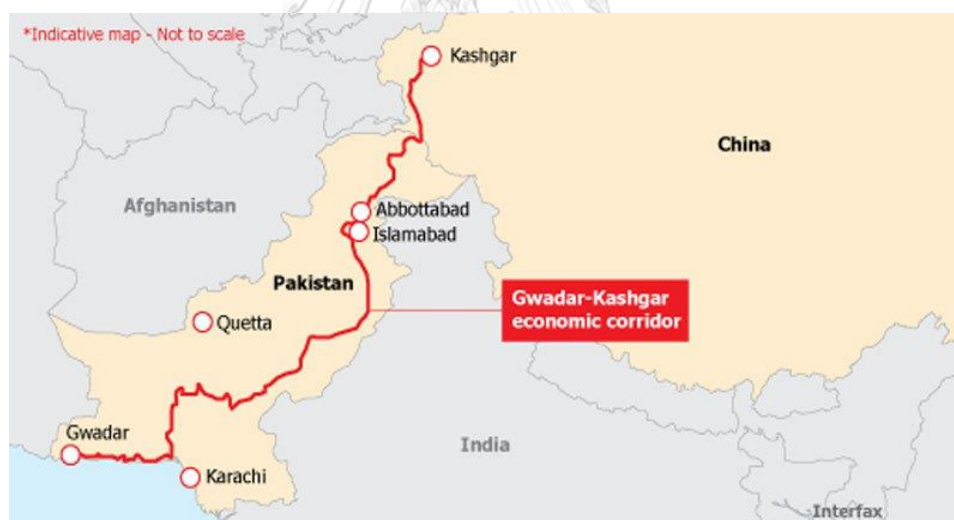 *Indicative map - Not to scale
Kashgar
China
Afghanistan
Abbottabad
Islamabad
Pakistan
Gwadar-Kashgar
economic corridor
Quetta
Gwadar
India
Karachi
Interfax